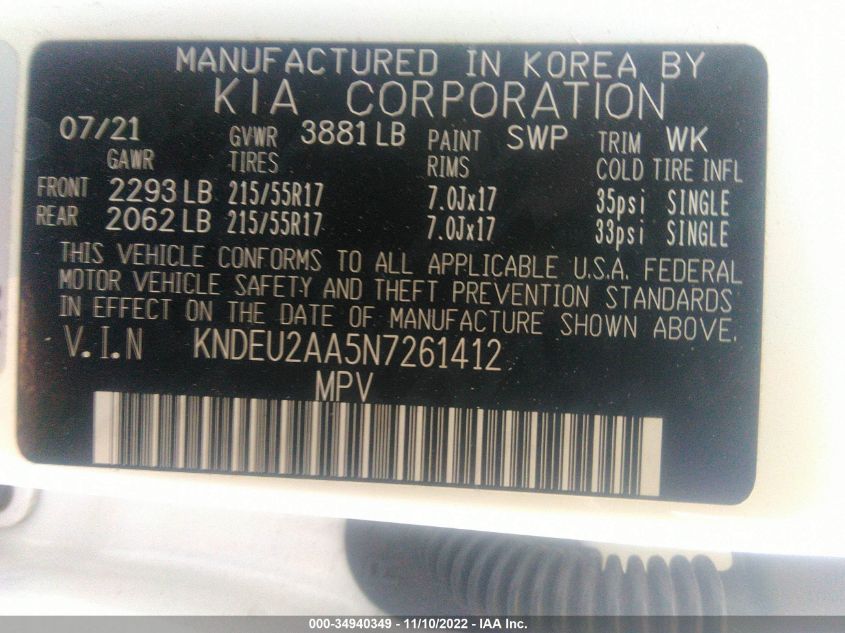 MANUFACTURED IN KOREA BY
KIA CORPORATION
07/21 GVWR 3881 LB PAINT SWP TRIM WK
GAWR TIRES RIMS COLD TIRE INFL
FRONT 2293 LB 215/55R17 7.0Jx17 35psi SINGLE
REAR 2062 LB 215/55R17 7.0Jx17 33psi SINGLE
THIS VEHICLE CONFORMS TO ALL APPLICABLE U.S.A. FEDERAL
MOTOR VEHICLE SAFETY AND THEFT PREVENTION STANDARDS
IN EFFECT ON THE DATE OF MANUFACTURE SHOWN ABOVE.
V.I.N KNDEU2AA5N7261412
MPV
000-34940349 - 11/10/2022 - IAA Inc.